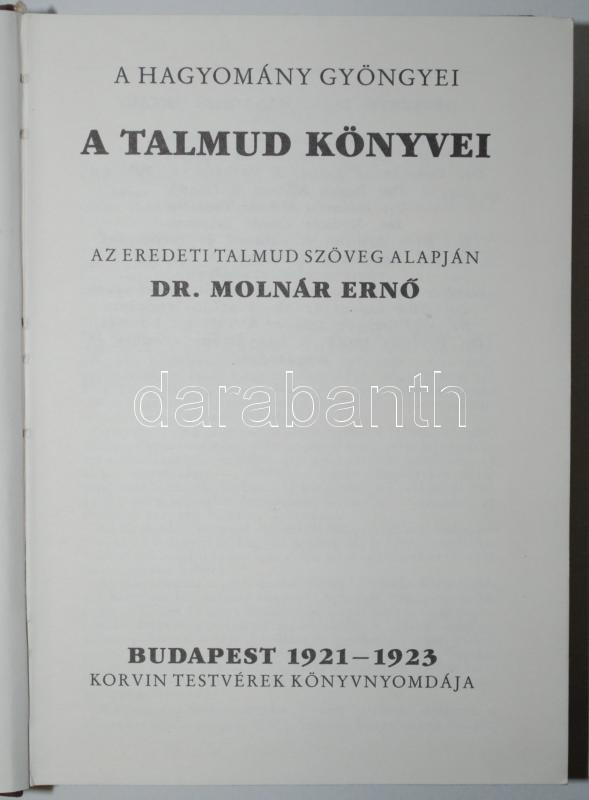 A HAGYOMÁNY GYÖNGYEI
A TALMUD KÖNYVEI
AZ EREDETI TALMUD SZÖVEG ALAPJÁN
DR. MOLNÁR ERNŐ
darabanth
BUDAPEST 1921–1923
KORVIN TESTVÉREK KÖNYVNYOMDÁJA